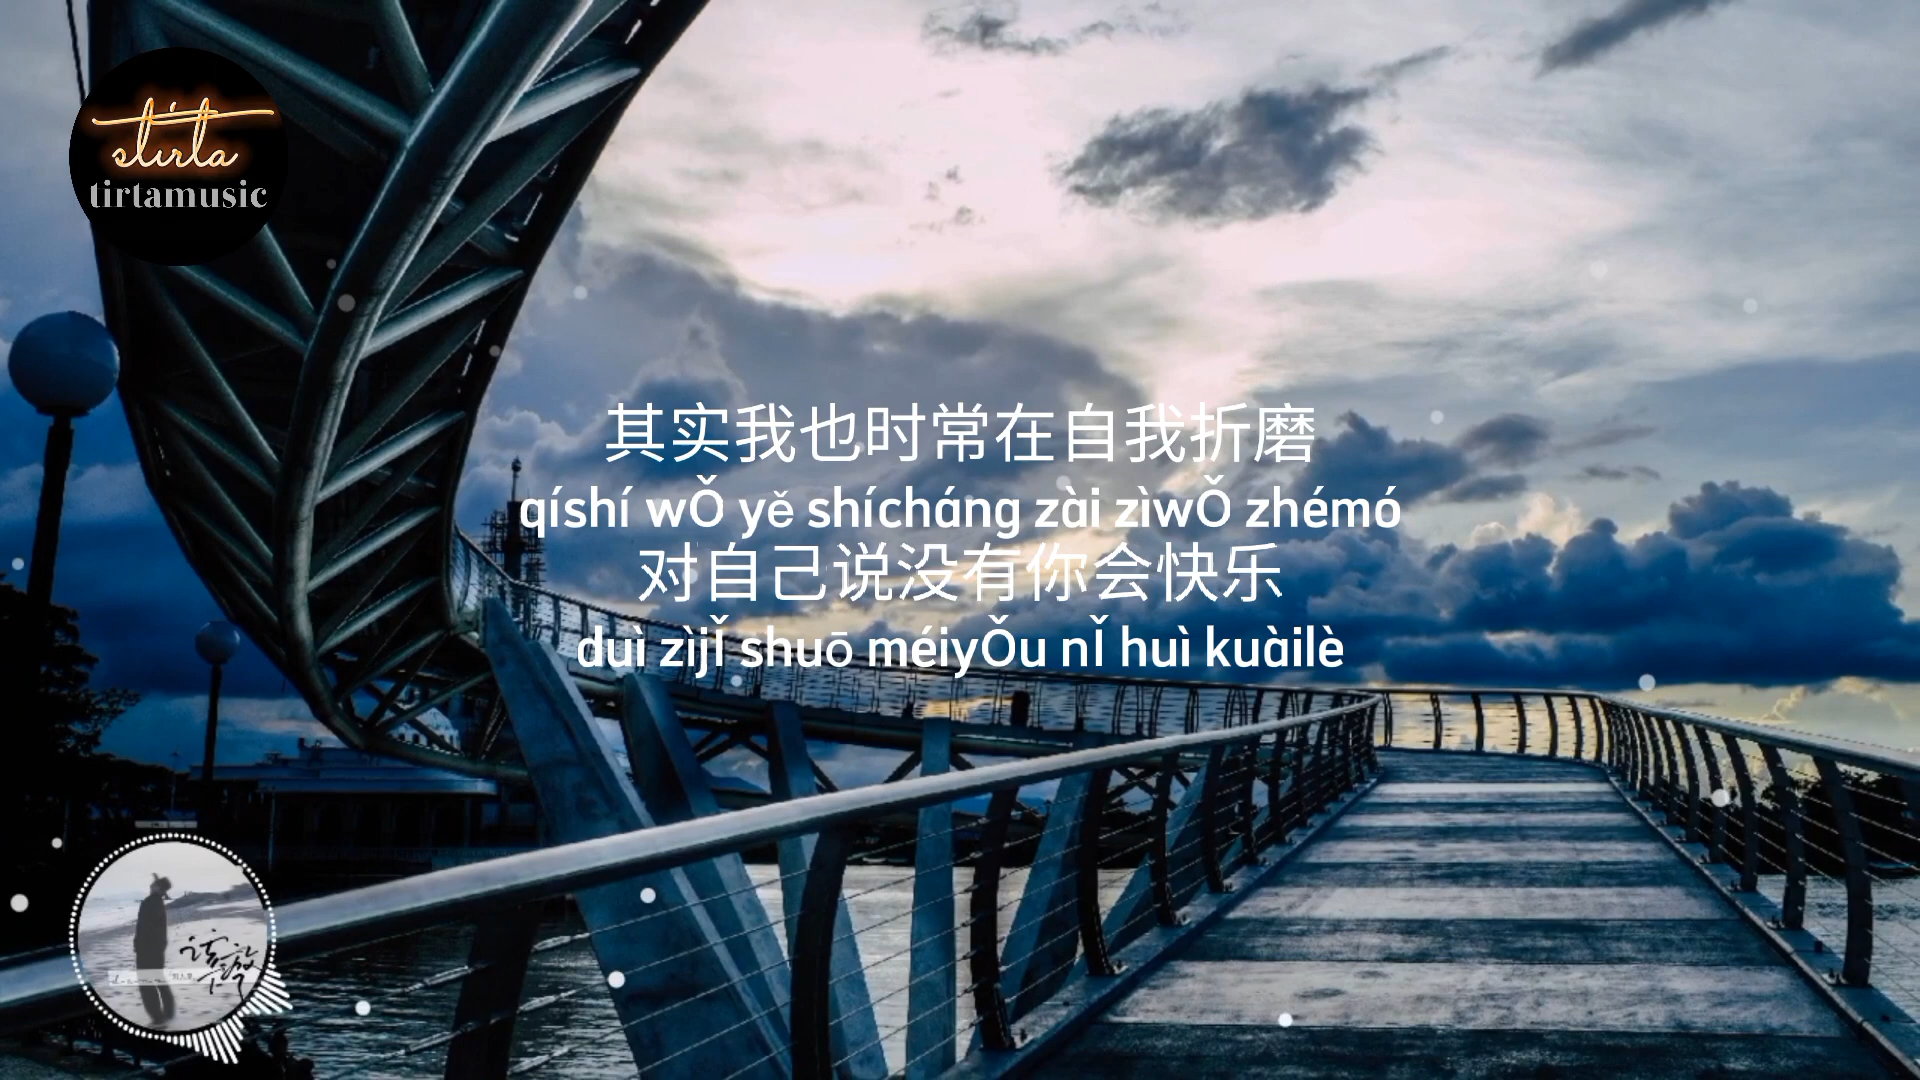 stirta
tirtamusic
其实我也时常在自我折磨
qíshí wǑ yě shícháng zài zìwǑ zhémó
对自己说没有你会快乐
duì zìjǏ shuō méiyǑu nǏ huì kuàilè